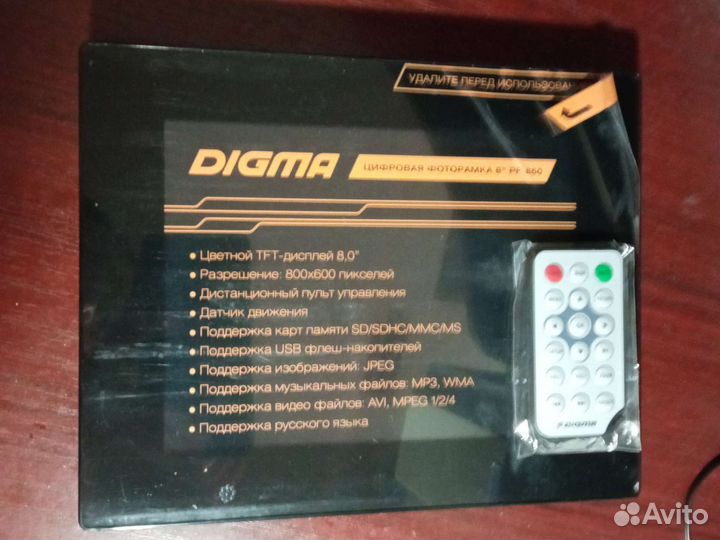 УДАЛИТЕ ПЕРЕД ИСПОЛЬЗОВАН
DIGMA
ЦИФРОВАЯ ФОТОРАМКА 8" PF 850
• Цветной TFT-дисплей 8,0"
• Разрешение: 800x600 пикселей
• Дистанционный пульт управления
• Датчик движения
• Поддержка карт памяти SD/SDHC/MMC/MS
• Поддержка USB флеш-накопителей
• Поддержка изображений: JPEG
• Поддержка музыкальных файлов: MP3, WMA
• Поддержка видео файлов: AVI, MPEG 1/2/4
• Поддержка русского языка
DIGMA
Avito